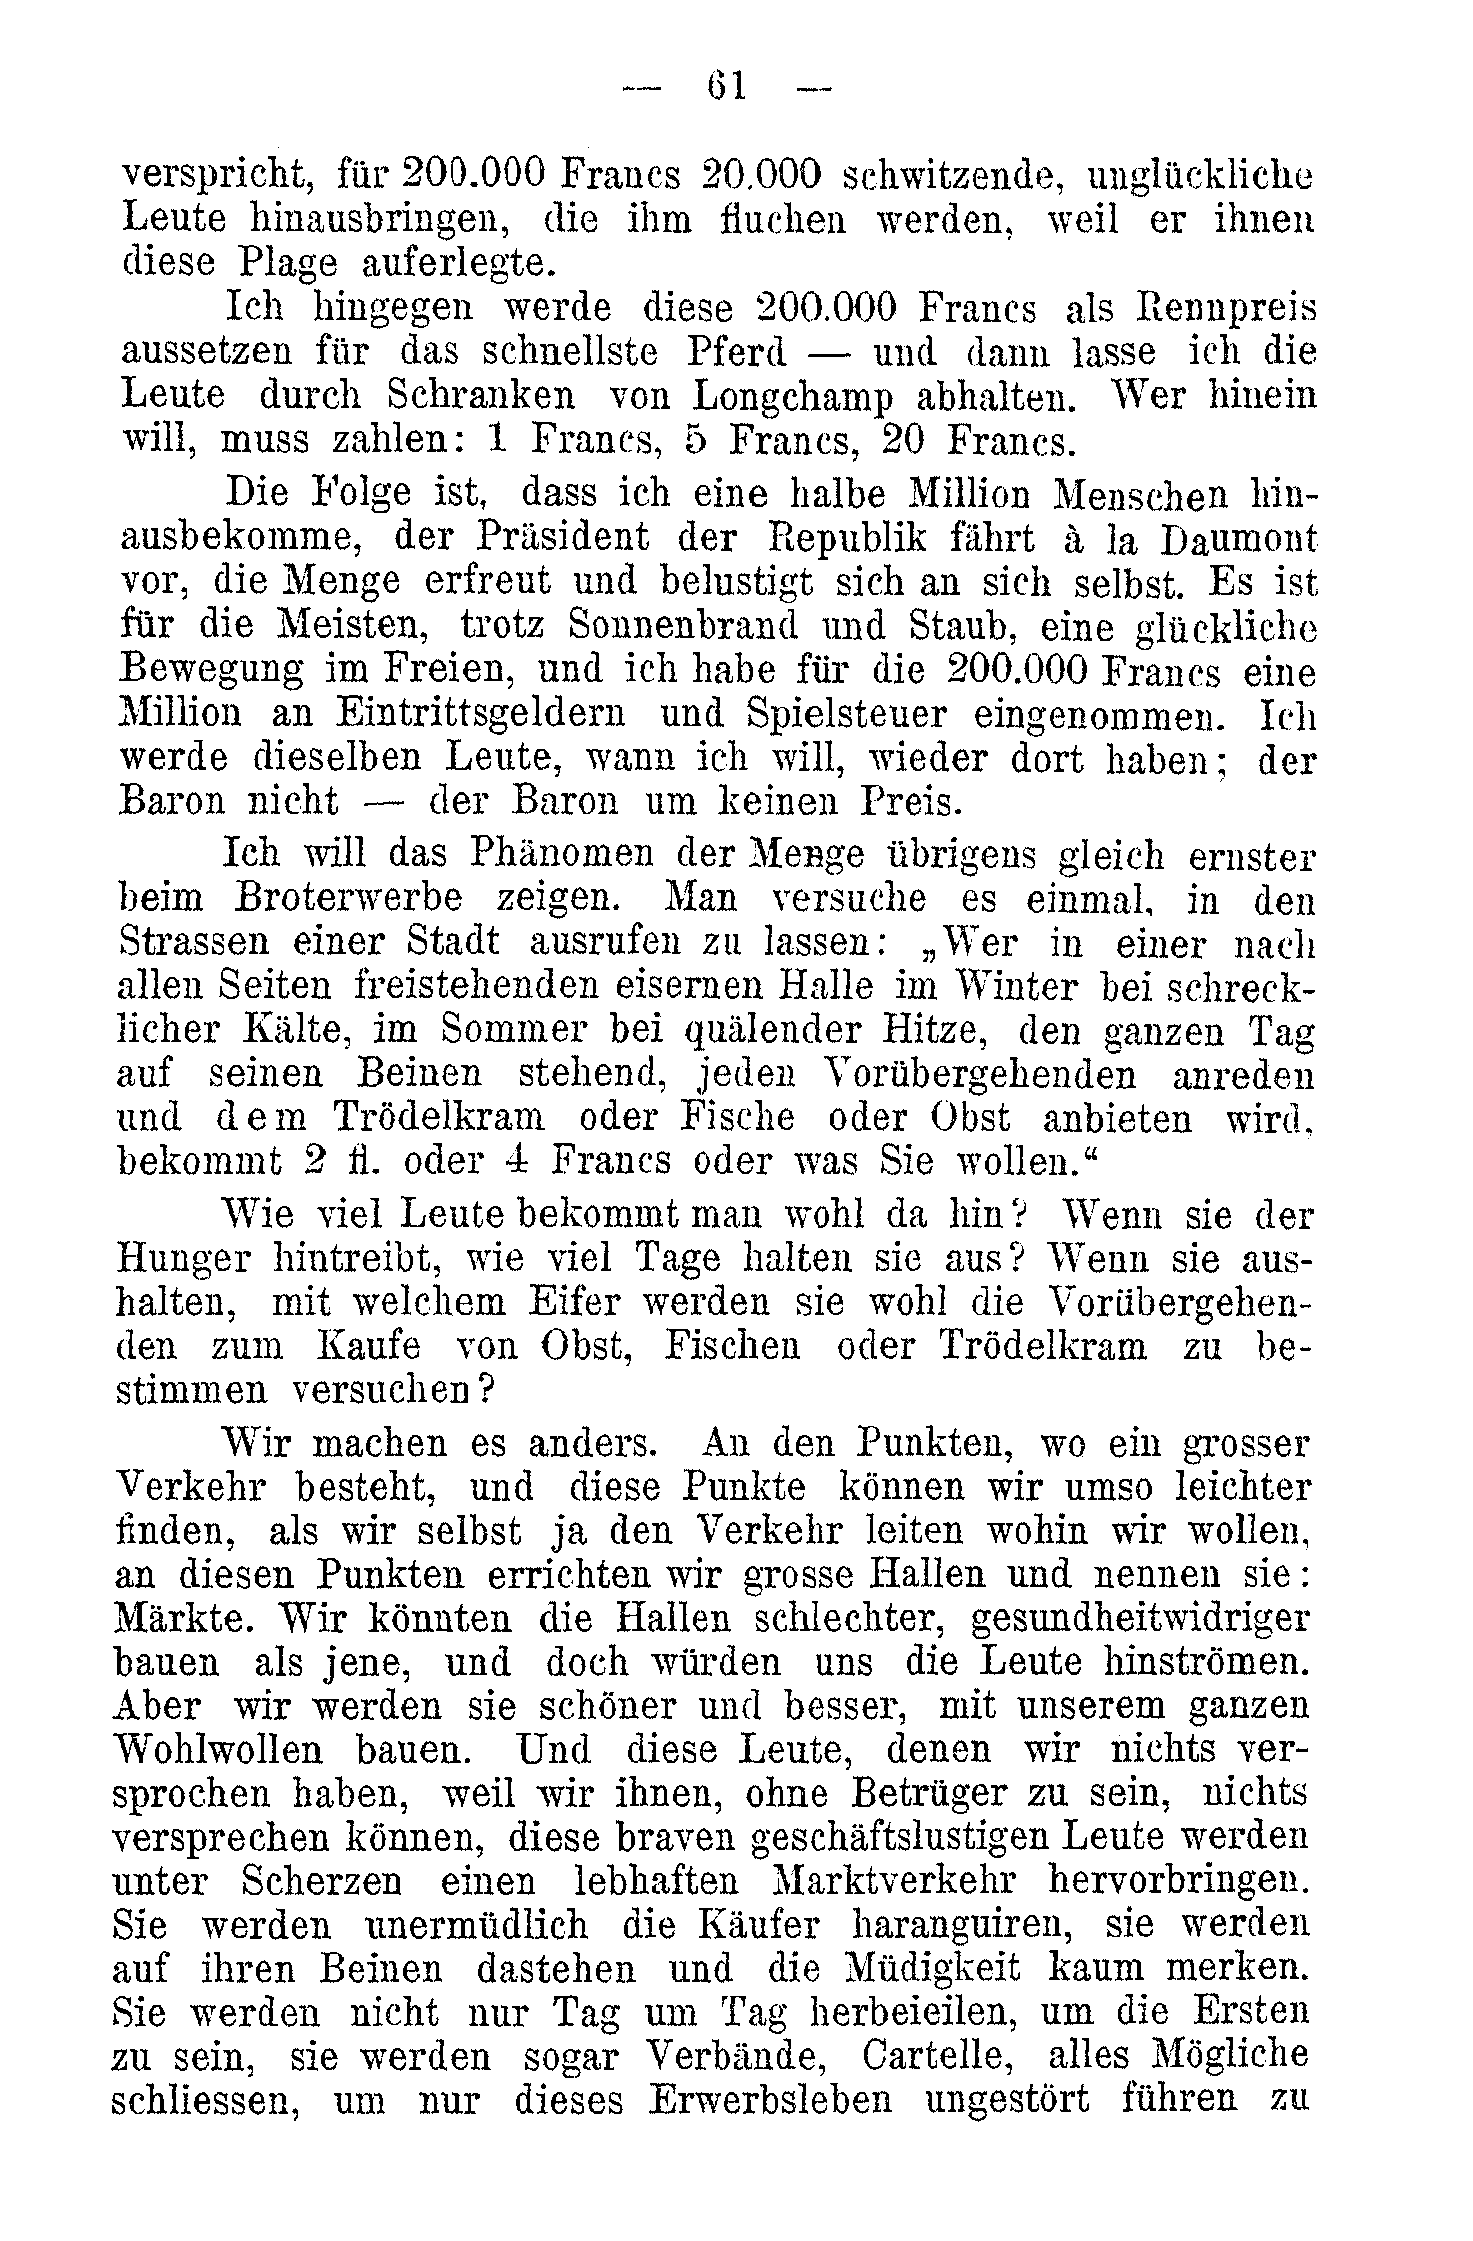 — 61 —
verspricht, für 200.000 Francs 20.000 schwitzende, unglückliche
Leute hinausbringen, die ihm fluchen werden, weil er ihnen
diese Plage auferlegte.
Ich hingegen werde diese 200.000 Francs als Rennpreis
aussetzen für das schnellste Pferd — und dann lasse ich die
Leute durch Schranken von Longchamp abhalten. Wer hinein
will, muss zahlen: 1 Francs, 5 Francs, 20 Francs.
Die Folge ist, dass ich eine halbe Million Menschen hin-
ausbekomme, der Präsident der Republik fährt à la Daumont
vor, die Menge erfreut und belustigt sich an sich selbst. Es ist
für die Meisten, trotz Sonnenbrand und Staub, eine glückliche
Bewegung im Freien, und ich habe für die 200.000 Francs eine
Million an Eintrittsgeldern und Spielsteuer eingenommen. Ich
werde dieselben Leute, wann ich will, wieder dort haben; der
Baron nicht — der Baron um keinen Preis.
Ich will das Phänomen der Menge übrigens gleich ernster
beim Broterwerbe zeigen. Man versuche es einmal, in den
Strassen einer Stadt ausrufen zu lassen: „Wer in einer nach
allen Seiten freistehenden eisernen Halle im Winter bei schreck-
licher Kälte, im Sommer bei quälender Hitze, den ganzen Tag
auf seinen Beinen stehend, jeden Vorübergehenden anreden
und dem Trödelkram oder Fische oder Obst anbieten wird,
bekommt 2 fl. oder 4 Francs oder was Sie wollen.“
Wie viel Leute bekommt man wohl da hin? Wenn sie der
Hunger hintreibt, wie viel Tage halten sie aus? Wenn sie aus-
halten, mit welchem Eifer werden sie wohl die Vorübergehen-
den zum Kaufe von Obst, Fischen oder Trödelkram zu be-
stimmen versuchen?
Wir machen es anders. An den Punkten, wo ein grosser
Verkehr besteht, und diese Punkte können wir umso leichter
finden, als wir selbst ja den Verkehr leiten wohin wir wollen,
an diesen Punkten errichten wir grosse Hallen und nennen sie:
Märkte. Wir könnten die Hallen schlechter, gesundheitwidriger
bauen als jene, und doch würden uns die Leute hinströmen.
Aber wir werden sie schöner und besser, mit unserem ganzen
Wohlwollen bauen. Und diese Leute, denen wir nichts ver-
sprochen haben, weil wir ihnen, ohne Betrüger zu sein, nichts
versprechen können, diese braven geschäftslustigen Leute werden
unter Scherzen einen lebhaften Marktverkehr hervorbringen.
Sie werden unermüdlich die Käufer haranguiren, sie werden
auf ihren Beinen dastehen und die Müdigkeit kaum merken.
Sie werden nicht nur Tag um Tag herbeieilen, um die Ersten
zu sein, sie werden sogar Verbände, Cartelle, alles Mögliche
schliessen, um nur dieses Erwerbsleben ungestört führen zu